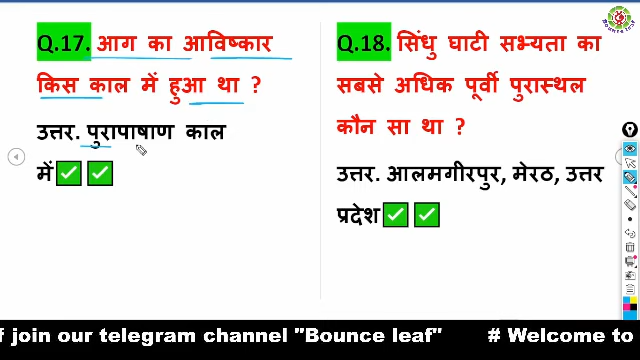 Q.17. आग का आविष्कार
किस काल में हुआ था ?
उत्तर. पुरापाषाण काल
में
Q.18. सिंधु घाटी सभ्यता का
सबसे अधिक पूर्वी पुरास्थल
कौन सा था ?
उत्तर. आलमगीरपुर, मेरठ, उत्तर
प्रदेश
f join our telegram channel "Bounce leaf" # Welcome to